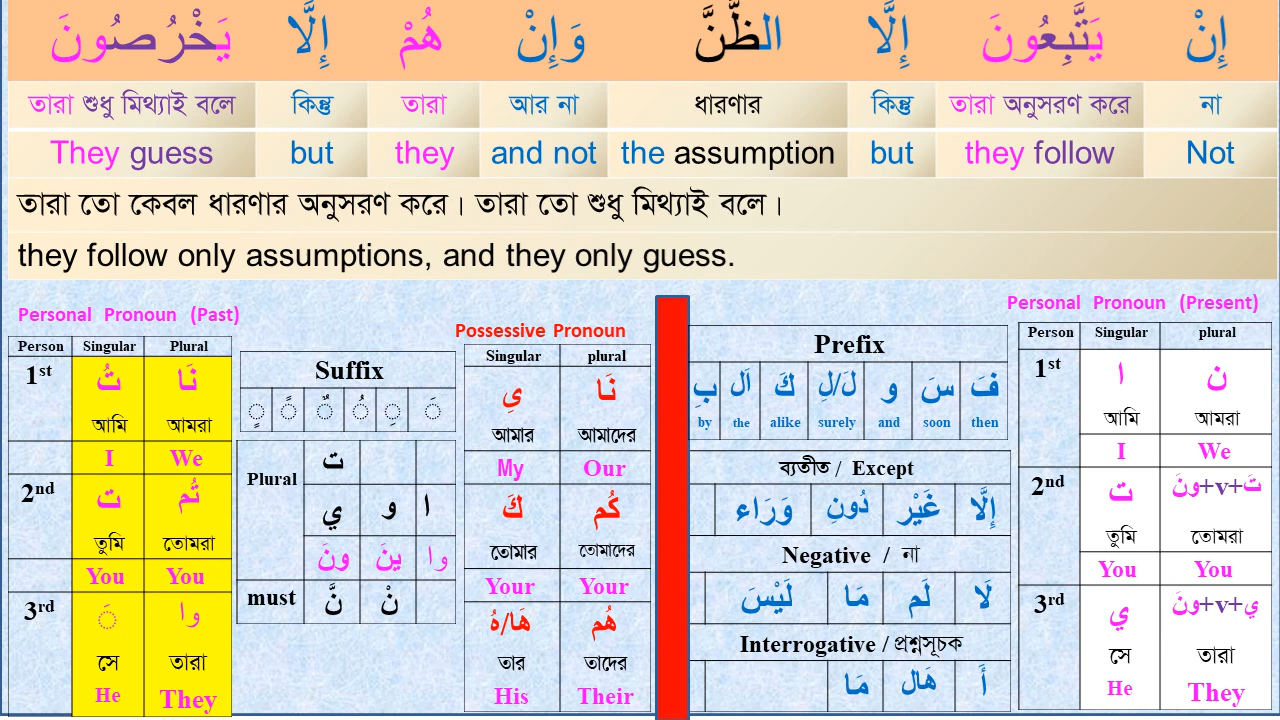 إِنْ يَتَّبِعُونَ إِلَّا الظَّنَّ وَإِنْ هُمْ إِلَّا يَخْرُصُونَ
তারা শুধু মিথ্যাই বলে কিন্তু তারা আর না ধারণার কিন্তু তারা অনুসরণ করে না
They guess but they and not the assumption but they follow Not
তারা তো কেবল ধারণার অনুসরণ করে। তারা তো শুধু মিথ্যাই বলে।
they follow only assumptions, and they only guess.
Personal Pronoun (Past)
Person Singular Plural
1st تُ نَا
আমি আমরা
I We
2nd ت تُم
তুমি তোমরা
You You
3rd َ وا
সে তারা
He They
Suffix
ٍ ً ٌ ُ ِ َ
Plural ت
ي و ا
ونَ ينَ وا
must نَّ نْ
Possessive Pronoun
Singular plural
يِ نَا
আমার আমাদের
My Our
كَ كُم
তোমার তোমাদের
Your Your
هَا/هُ هُم
তার তাদের
His Their
Prefix
بِ اَل كَ لَ/لِ و سَ فَ
by the alike surely and soon then
ব্যতীত / Except
وَرَاء دُونِ غَيْر إِلَّا
Negative / না
لَيْسَ مَا لَم لَا
Interrogative / প্রশ্নসূচক
مَا هَال أَ
Personal Pronoun (Present)
Person Singular plural
1st ا ن
আমি আমরা
I We
2nd ت تَ+v+ونَ
তুমি তোমরা
You You
3rd ي ي+v+ونَ
সে তারা
He They